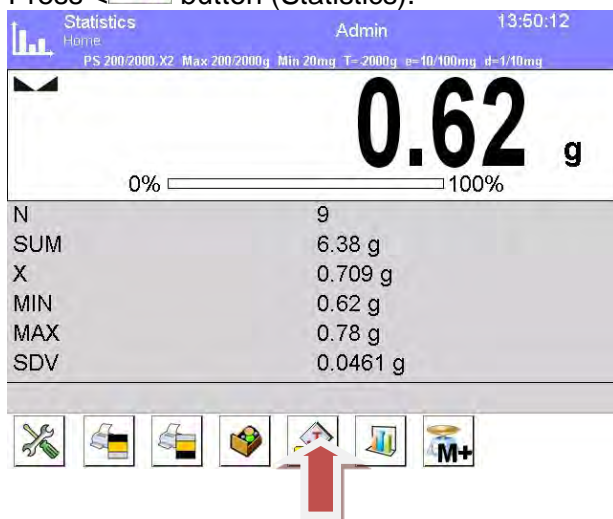 Press < button (Statistics).
Statistics
Home
Admin
13:50:12
PS 200/2000.X2 Max 200/2000g Min 20mg T=-2000g e=10/100mg d=1/10mg
0.62 g
0% 100%
N 9
SUM 6.38 g
X 0.709 g
MIN 0.62 g
MAX 0.78 g
SDV 0.0461 g
T
M+